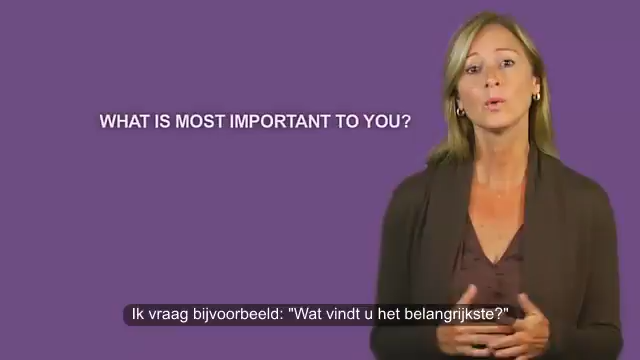 WHAT IS MOST IMPORTANT TO YOU?
Ik vraag bijvoorbeeld: "Wat vindt u het belangrijkste?"